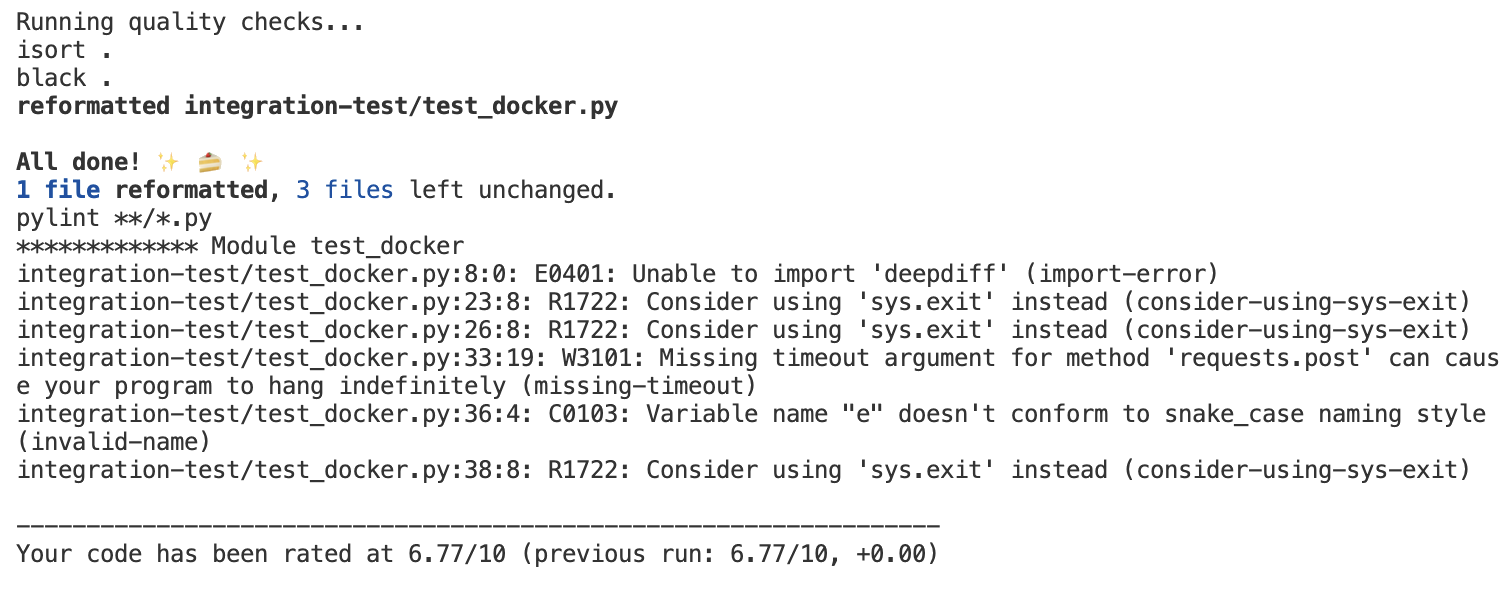 Running quality checks...
isort .
black .
reformatted integration-test/test_docker.py
All done! ✨ 🍰 ✨
1 file reformatted, 3 files left unchanged.
pylint **/*.py
************* Module test_docker
integration-test/test_docker.py:8:0: E0401: Unable to import 'deepdiff' (import-error)
integration-test/test_docker.py:23:8: R1722: Consider using 'sys.exit' instead (consider-using-sys-exit)
integration-test/test_docker.py:26:8: R1722: Consider using 'sys.exit' instead (consider-using-sys-exit)
integration-test/test_docker.py:33:19: W3101: Missing timeout argument for method 'requests.post' can caus
e your program to hang indefinitely (missing-timeout)
integration-test/test_docker.py:36:4: C0103: Variable name "e" doesn't conform to snake_case naming style
(invalid-name)
integration-test/test_docker.py:38:8: R1722: Consider using 'sys.exit' instead (consider-using-sys-exit)
------------------------------------------------------------------
Your code has been rated at 6.77/10 (previous run: 6.77/10, +0.00)